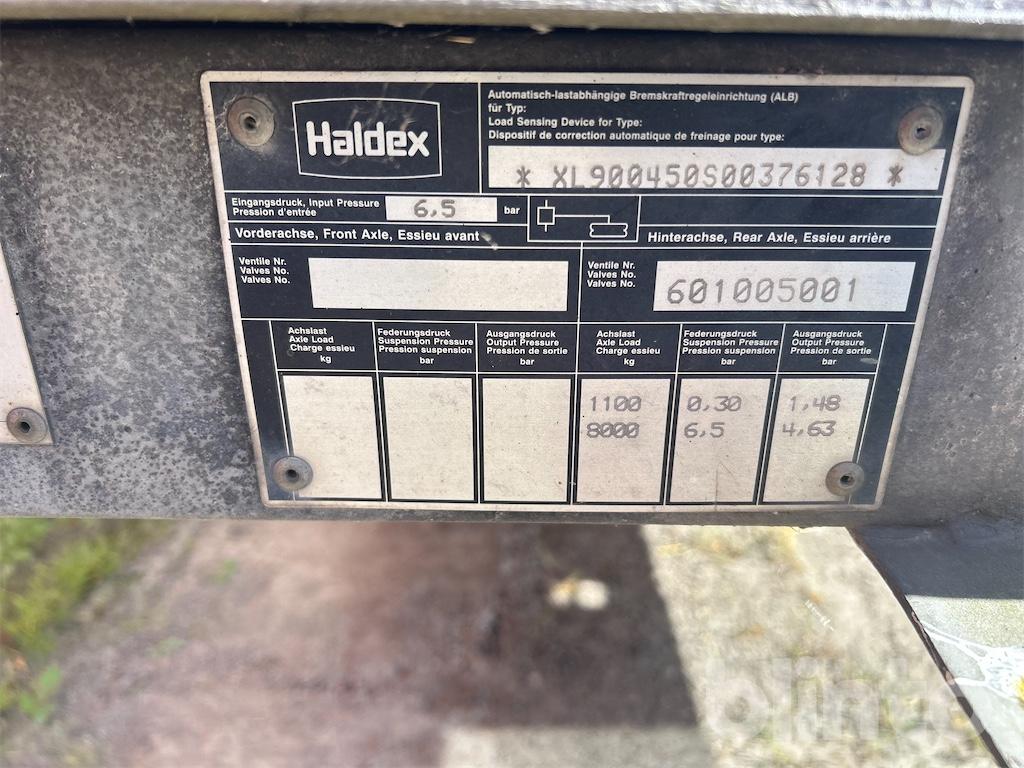 Haldex
Automatisch-lastabhängige Bremskraftregeleinrichtung (ALB)
für Typ:
Load Sensing Device for Type:
Dispositif de correction automatique de freinage pour type:
* XL900450S00376128 *
Eingangsdruck, Input Pressure
Pression d'entrée
6,5 bar
Vorderachse, Front Axle, Essieu avant
Hinterachse, Rear Axle, Essieu arrière
Ventile Nr.
Valves No.
Valves No.
Ventile Nr.
Valves No.
Valves No.
601005001
Achslast
Axle Load
Charge essieu
kg
Federungsdruck
Suspension Pressure
Pression suspension
bar
Ausgangsdruck
Output Pressure
Pression de sortie
bar
Achslast
Axle Load
Charge essieu
kg
Federungsdruck
Suspension Pressure
Pression suspension
bar
Ausgangsdruck
Output Pressure
Pression de sortie
bar
1100 0,30 1,48
8000 6,5 4,63
blinto